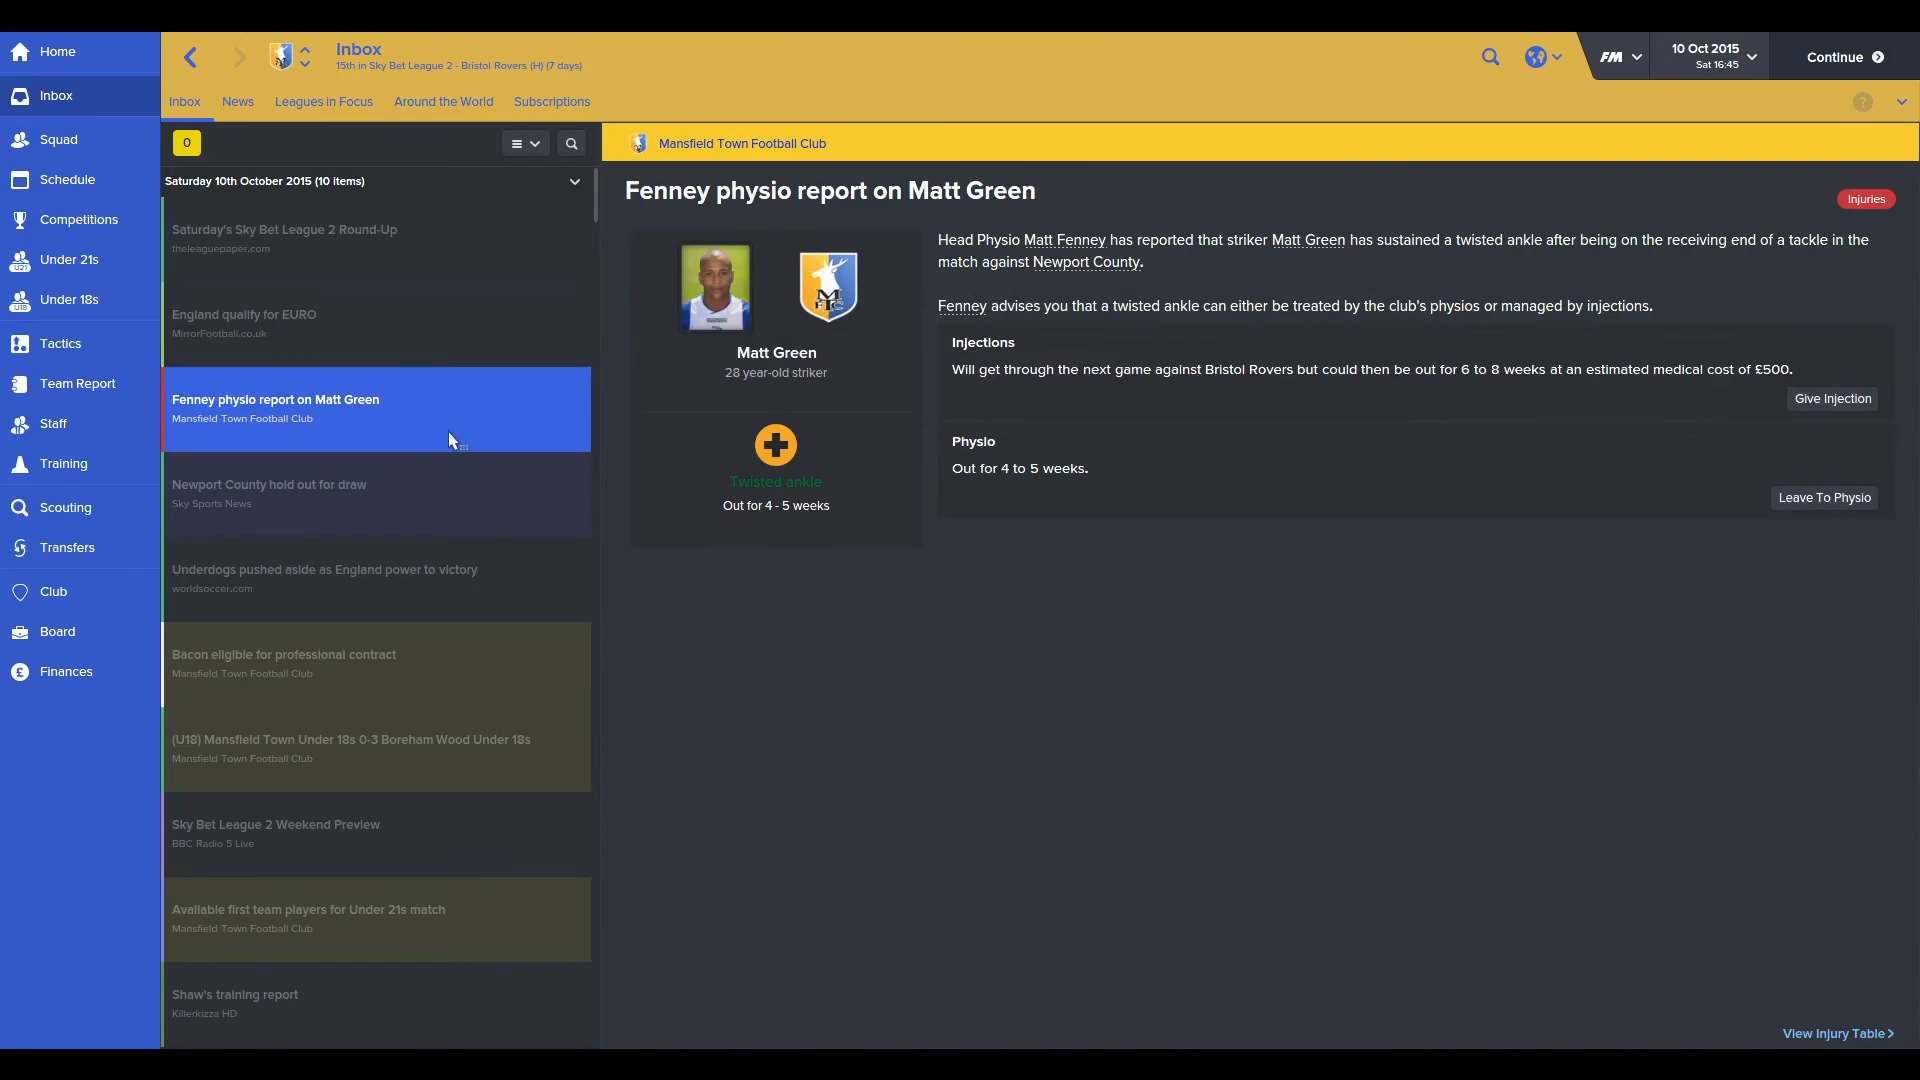 Home
Inbox
Squad
Schedule
Competitions
U21
Under 21s
U18
Under 18s
Tactics
Team Report
Staff
Training
Scouting
Transfers
Club
Board
£
Finances
Inbox
15th in Sky Bet League 2 - Bristol Rovers (H) (7 days)
FM
10 Oct 2015
Sat 16:45
Continue
Inbox
News
Leagues in Focus
Around the World
Subscriptions
?
0
Saturday 10th October 2015 (10 items)
Saturday's Sky Bet League 2 Round-Up
theleaguepaper.com
England qualify for EURO
MirrorFootball.co.uk
Fenney physio report on Matt Green
Mansfield Town Football Club
Newport County hold out for draw
Sky Sports News
Underdogs pushed aside as England power to victory
worldsoccer.com
Bacon eligible for professional contract
Mansfield Town Football Club
(U18) Mansfield Town Under 18s 0-3 Boreham Wood Under 18s
Mansfield Town Football Club
Sky Bet League 2 Weekend Preview
BBC Radio 5 Live
Available first team players for Under 21s match
Mansfield Town Football Club
Shaw's training report
Killerkizza HD
Mansfield Town Football Club
Fenney physio report on Matt Green
Injuries
Matt Green
28 year-old striker
Twisted ankle
Out for 4 - 5 weeks
Head Physio Matt Fenney has reported that striker Matt Green has sustained a twisted ankle after being on the receiving end of a tackle in the
match against Newport County.
Fenney advises you that a twisted ankle can either be treated by the club's physios or managed by injections.
Injections
Will get through the next game against Bristol Rovers but could then be out for 6 to 8 weeks at an estimated medical cost of £500.
Give Injection
Physio
Out for 4 to 5 weeks.
Leave To Physio
View Injury Table